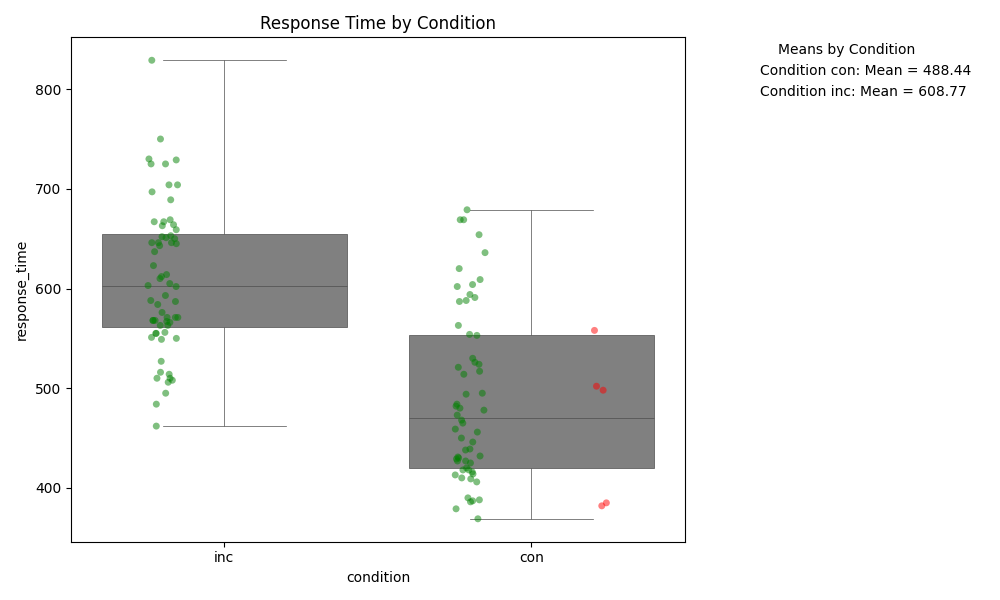 Response Time by Condition
Means by Condition
Condition con: Mean = 488.44
Condition inc: Mean = 608.77
response_time
800
700
600
500
400
inc
con
condition